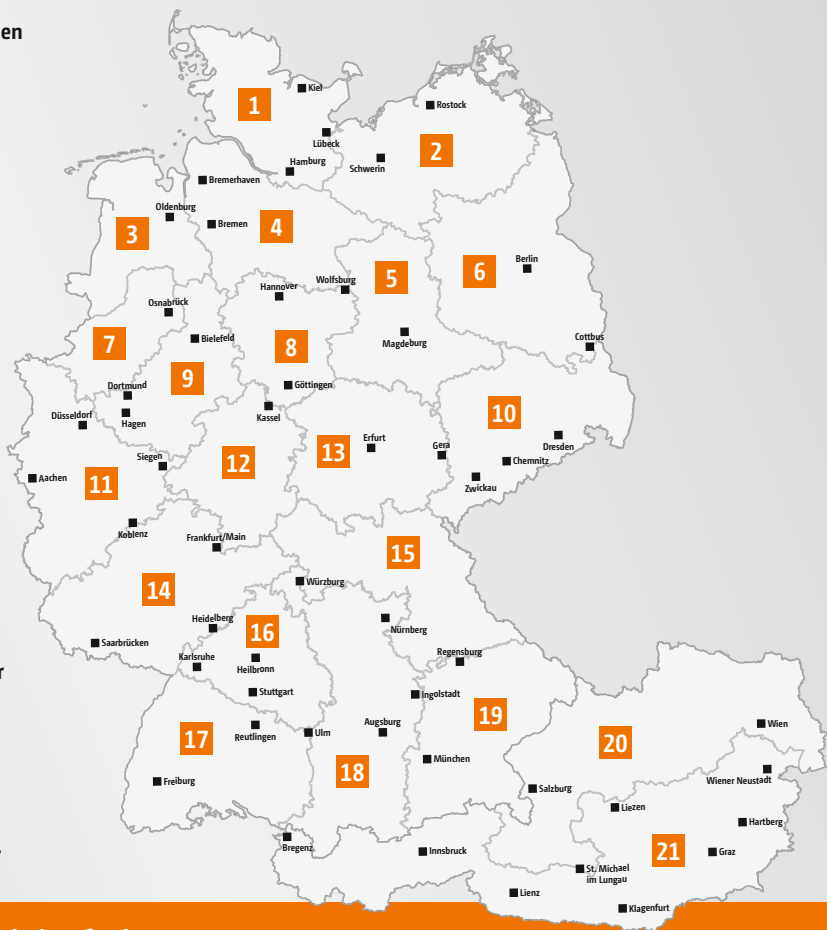 en
Kiel
1
Rostock
Lübeck
2
Hamburg
Schwerin
Bremerhaven
Oldenburg
3
Bremen
4
Wolfsburg
5
6
Berlin
Hannover
Osnabrück
Bielefeld
7
8
Magdeburg
Cottbus
9
Dortmund
Göttingen
Düsseldorf
Hagen
Kassel
10
Erfurt
Gera
Dresden
Siegen
12
13
Chemnitz
Aachen
11
Zwickau
Koblenz
Frankfurt/Main
15
14
Würzburg
Heidelberg
16
Nürnberg
Saarbrücken
Karlsruhe
Heilbronn
Regensburg
r
Stuttgart
Ingolstadt
19
17
Reutlingen
Ulm
Augsburg
20
Wien
18
München
Freiburg
Salzburg
Wiener Neustadt
Liezen
Hartberg
Bregenz
Innsbruck
21
Graz
St. Michael
im Lungau
Lienz
Klagenfurt